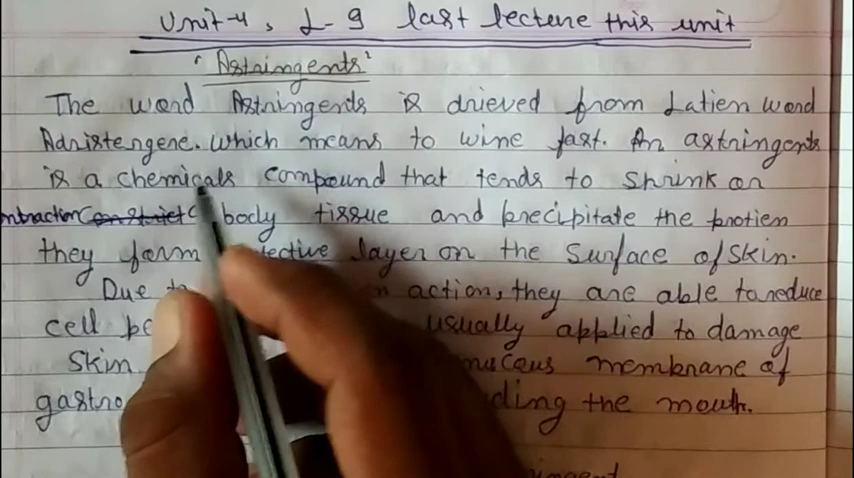 Unit-4, L-9 last lecture this unit
'Astringents'
The word Astringents is drieved from Latien word
Adristengere. which means to wine fast. An astringents
is a chemicals compound that tends to shrink or
contraction body tissue and precipitate the protien
they form layer on the surface of skin.
Due action, they are able to reduce
cell usually applied to damage
skin mucous membrane of
gastro the mouth.